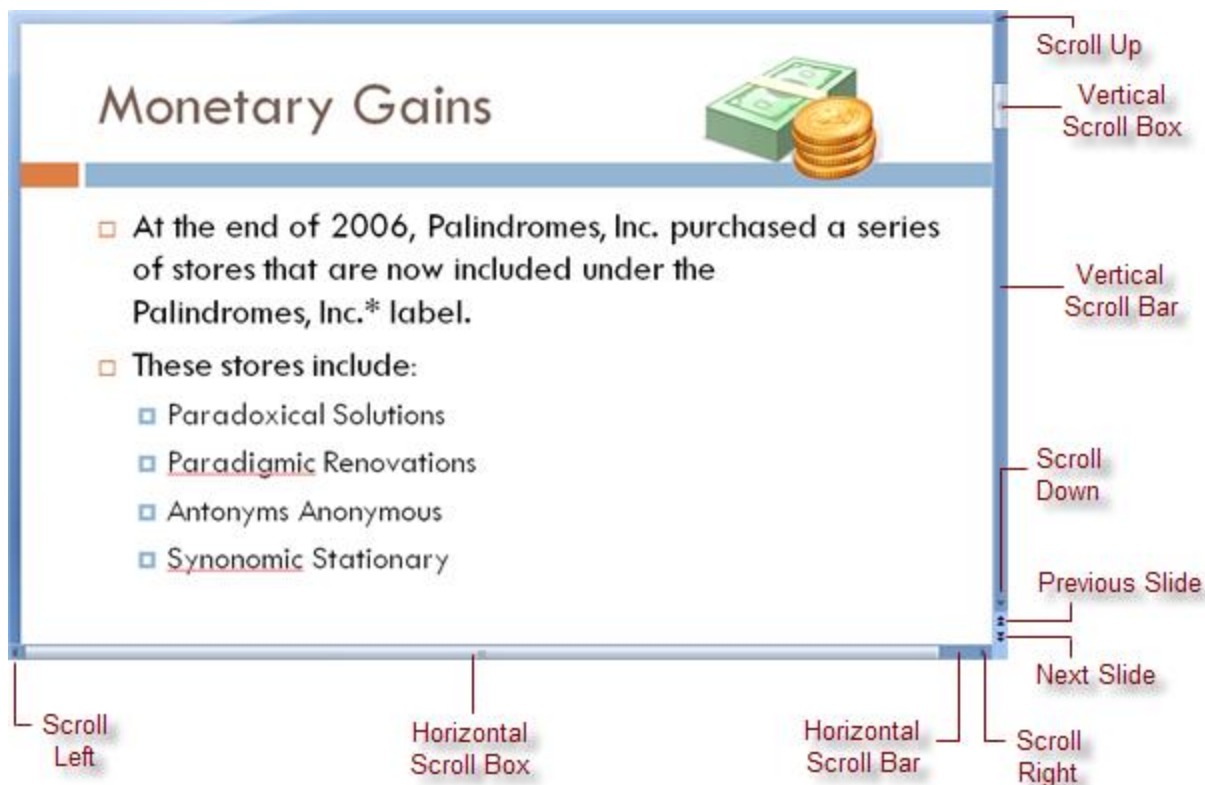 Monetary Gains
At the end of 2006, Palindromes, Inc. purchased a series
of stores that are now included under the
Palindromes, Inc.* label.
These stores include:
Paradoxical Solutions
Paradigmic Renovations
Antonyms Anonymous
Synonomic Stationary
Scroll Up
Vertical
Scroll Box
Vertical
Scroll Bar
Scroll
Down
Previous Slide
Next Slide
Scroll
Left
Horizontal
Scroll Box
Horizontal
Scroll Bar
Scroll
Right